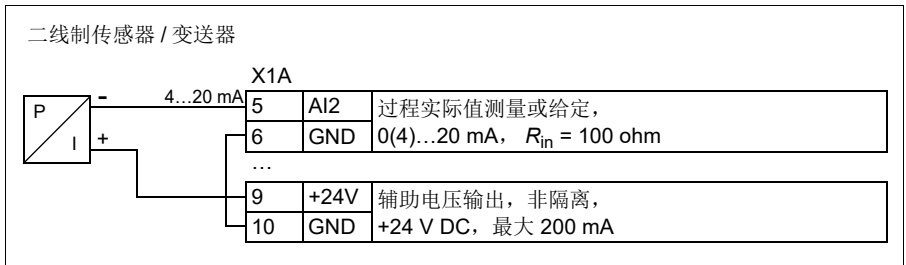 二线制传感器 / 变送器
X1A
P
I
-
+
4…20 mA
5 AI2 过程实际值测量或给定，
6 GND 0(4)…20 mA， Rin = 100 ohm
…
9 +24V 辅助电压输出，非隔离，
10 GND +24 V DC，最大 200 mA